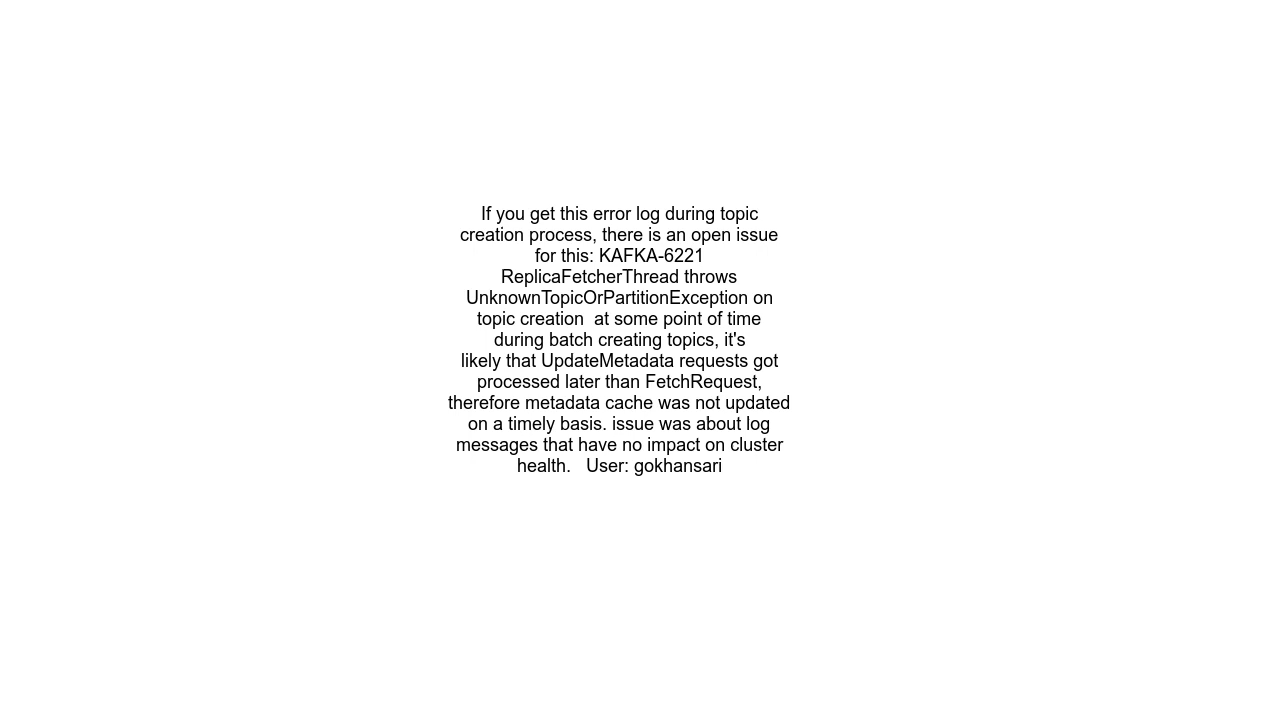 If you get this error log during topic
creation process, there is an open issue
for this: KAFKA-6221
ReplicaFetcherThread throws
UnknownTopicOrPartitionException on
topic creation  at some point of time
during batch creating topics, it's
likely that UpdateMetadata requests got
processed later than FetchRequest,
therefore metadata cache was not updated
on a timely basis. issue was about log
messages that have no impact on cluster
health.   User: gokhansari